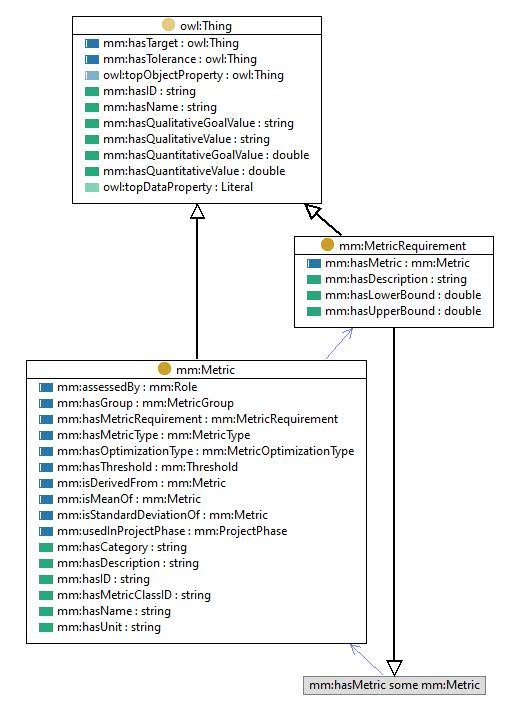 owl:Thing
mm:hasTarget : owl:Thing
mm:hasTolerance : owl:Thing
owl:topObjectProperty : owl:Thing
mm:hasID : string
mm:hasName : string
mm:hasQualitativeGoalValue : string
mm:hasQualitativeValue : string
mm:hasQuantitativeGoalValue : double
mm:hasQuantitativeValue : double
owl:topDataProperty : Literal
mm:MetricRequirement
mm:hasMetric : mm:Metric
mm:hasDescription : string
mm:hasLowerBound : double
mm:hasUpperBound : double
mm:Metric
mm:assessedBy : mm:Role
mm:hasGroup : mm:MetricGroup
mm:hasMetricRequirement : mm:MetricRequirement
mm:hasMetricType : mm:MetricType
mm:hasOptimizationType : mm:MetricOptimizationType
mm:hasThreshold : mm:Threshold
mm:isDerivedFrom : mm:Metric
mm:isMeanOf : mm:Metric
mm:isStandardDeviationOf : mm:Metric
mm:usedInProjectPhase : mm:ProjectPhase
mm:hasCategory : string
mm:hasDescription : string
mm:hasID : string
mm:hasMetricClassID : string
mm:hasName : string
mm:hasUnit : string
mm:hasMetric some mm:Metric